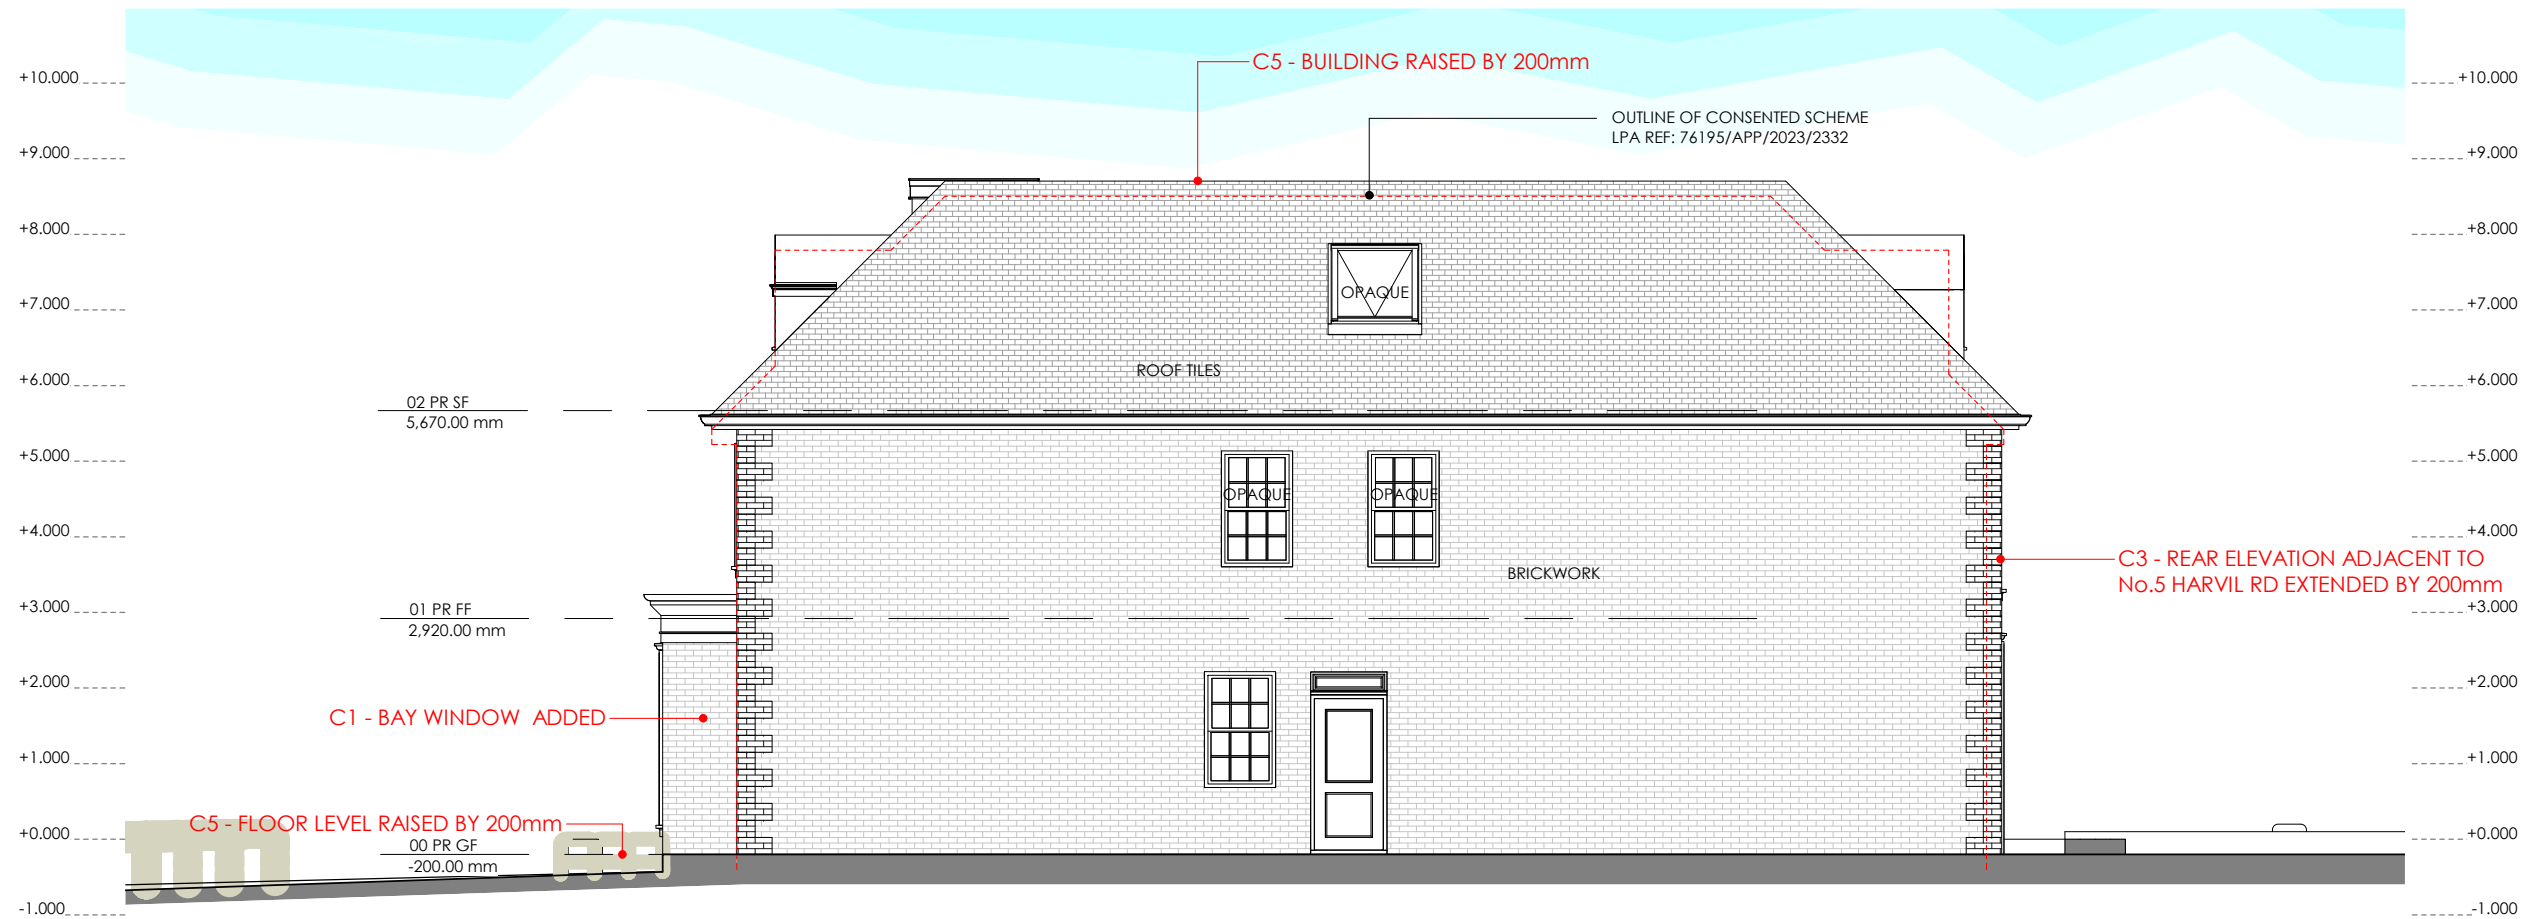 C5 - BUILDING RAISED BY 200mm
+10.000
+10.000
OUTLINE OF CONSENTED SCHEME
LPA REF: 76195/APP/2023/2332
+9.000
+9.000
+8.000
+8.000
OPAQUE
+7.000
+7.000
ROOF TILES
+6.000
+6.000
02 PR SF
5,670.00 mm
+5.000
+5.000
OPAQUE
OPAQUE
+4.000
+4.000
C3 - REAR ELEVATION ADJACENT TO
No.5 HARVIL RD EXTENDED BY 200mm
BRICKWORK
+3.000
+3.000
01 PR FF
2,920.00 mm
+2.000
+2.000
C1 - BAY WINDOW ADDED
+1.000
+1.000
C5 - FLOOR LEVEL RAISED BY 200mm
+0.000
+0.000
00 PR GF
-200.00 mm
-1.000
-1.000